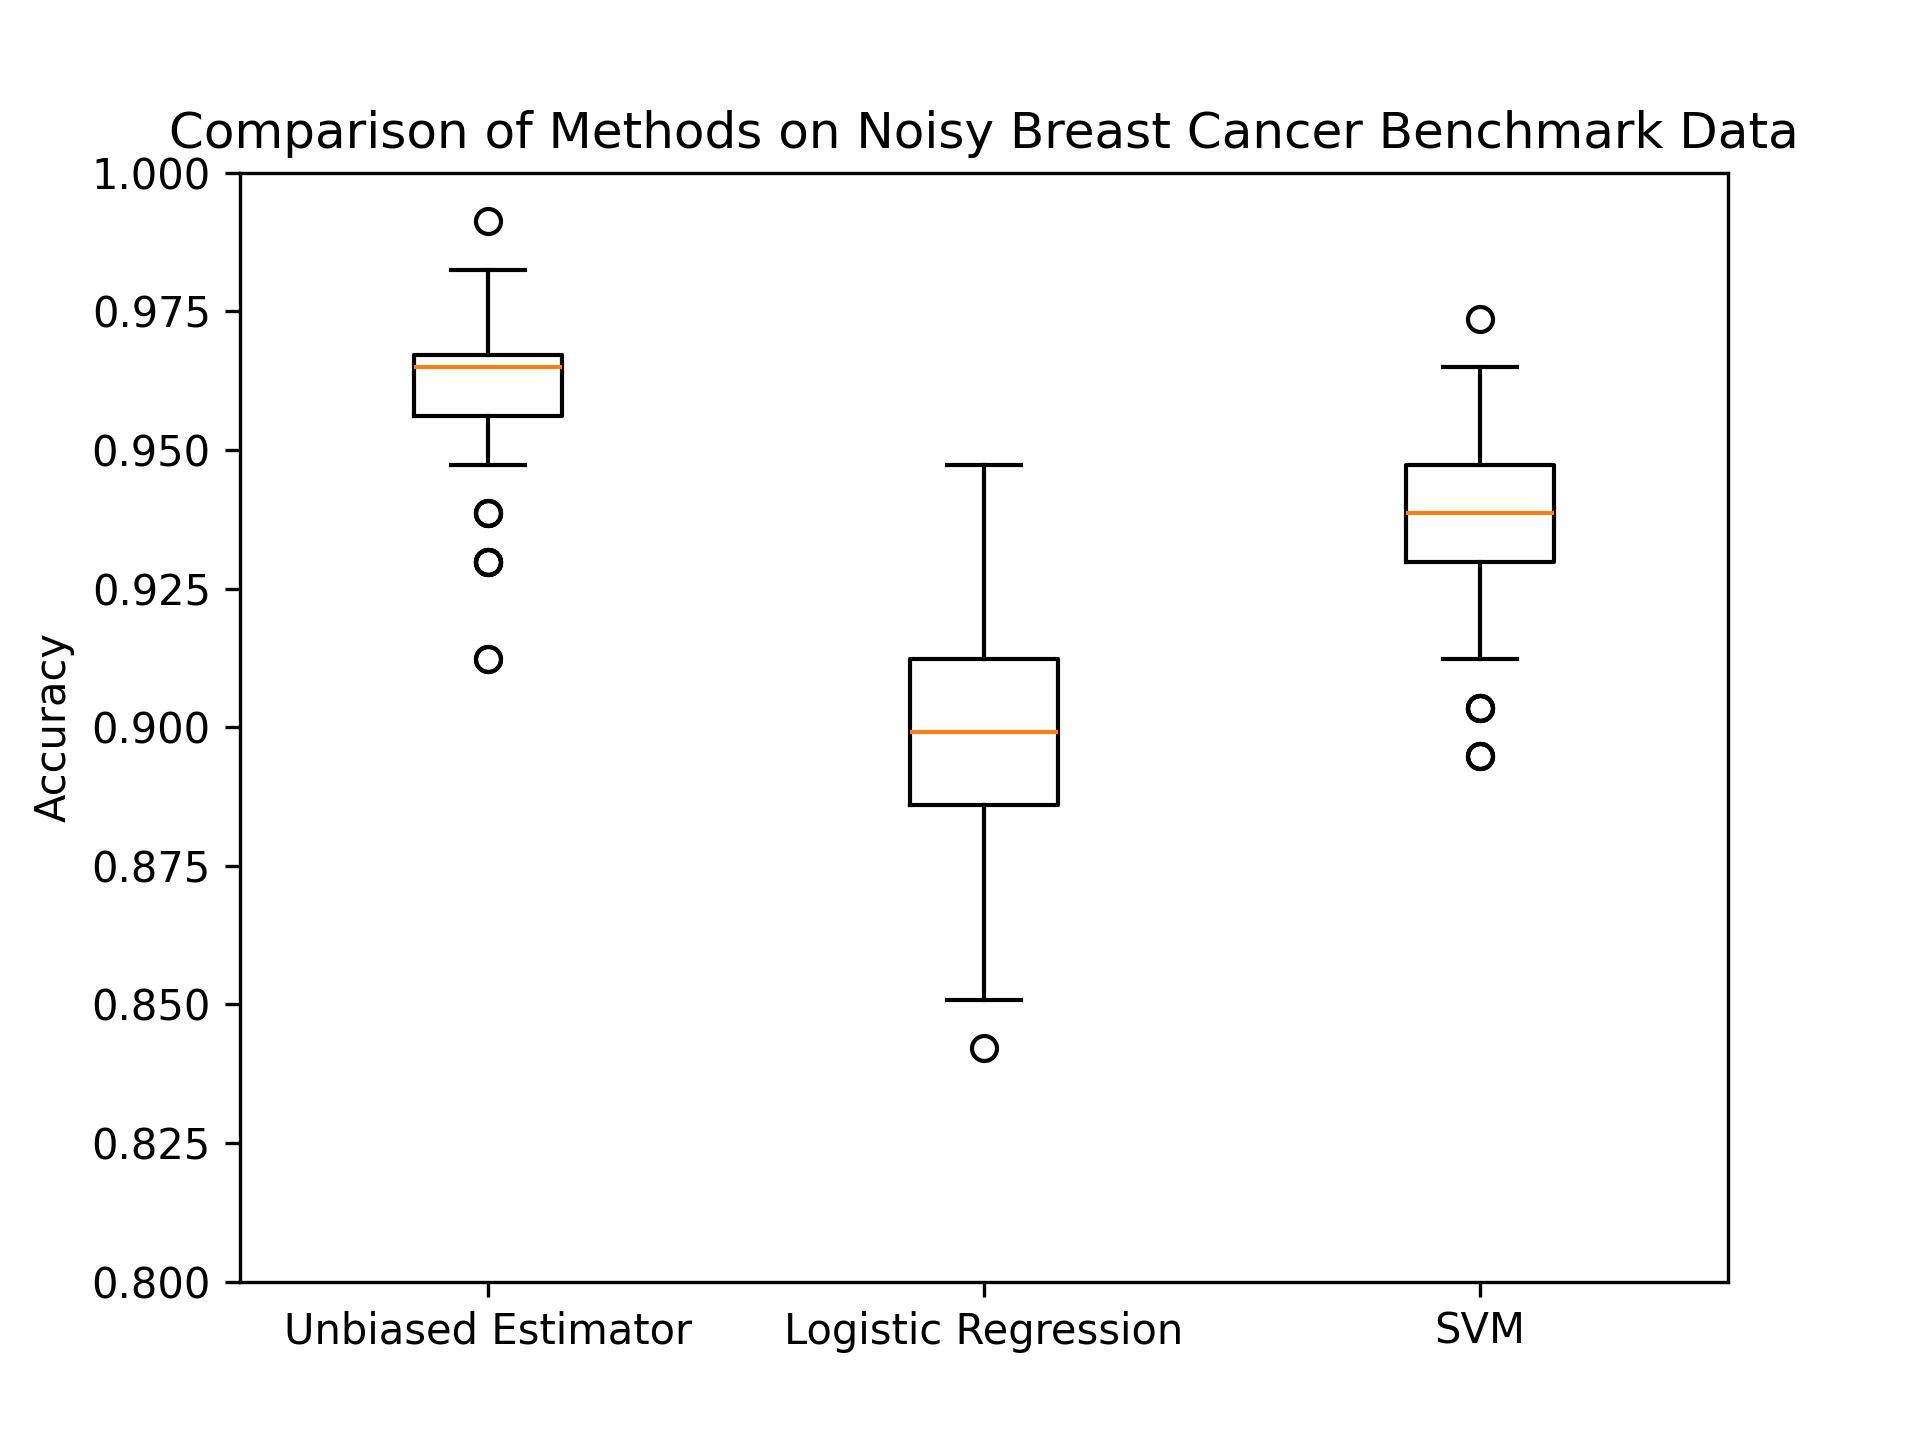 Comparison of Methods on Noisy Breast Cancer Benchmark Data
1.000
0.975
0.950
0.925
0.900
0.875
0.850
0.825
0.800
Accuracy
Unbiased Estimator
Logistic Regression
SVM